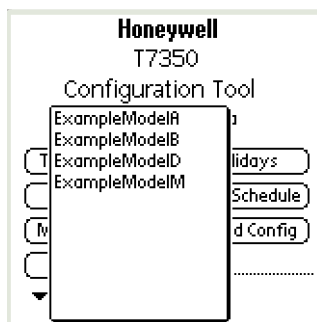 Honeywell
T7350
Configuration Tool
ExampleModelA
ExampleModelB
ExampleModelD
ExampleModelM
lidays
Schedule
d Config